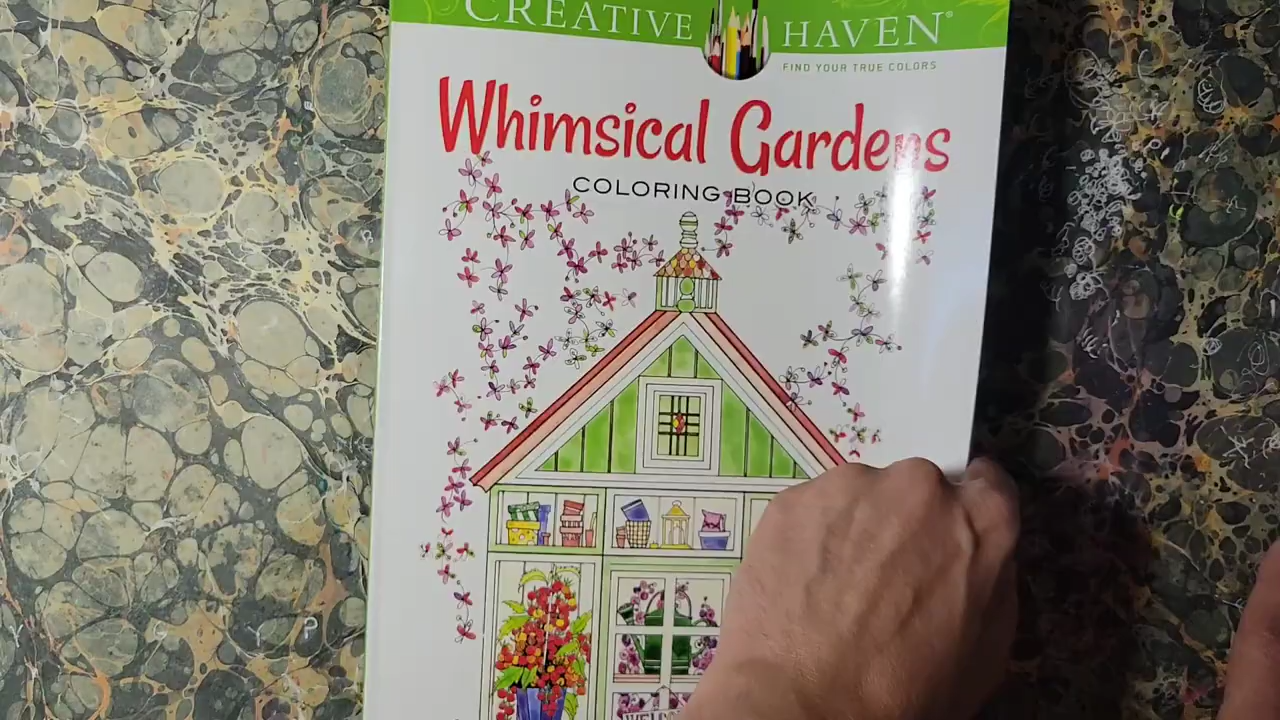 CREATIVE HAVEN®
FIND YOUR TRUE COLORS
Whimsical Gardens
COLORING BOOK